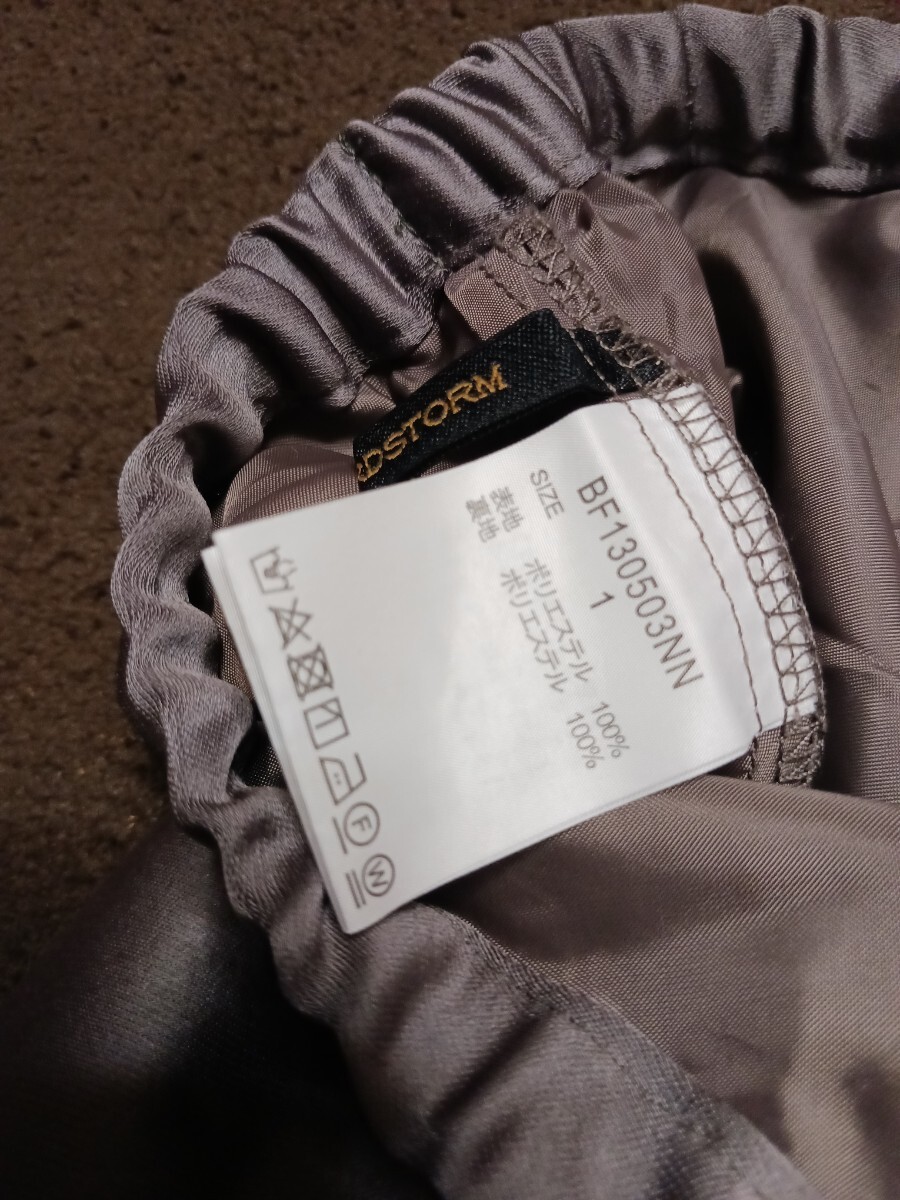 RDSTORM
BF130503NN
SIZE 1
表地 ポリエステル 100%
裏地 ポリエステル 100%
F
W